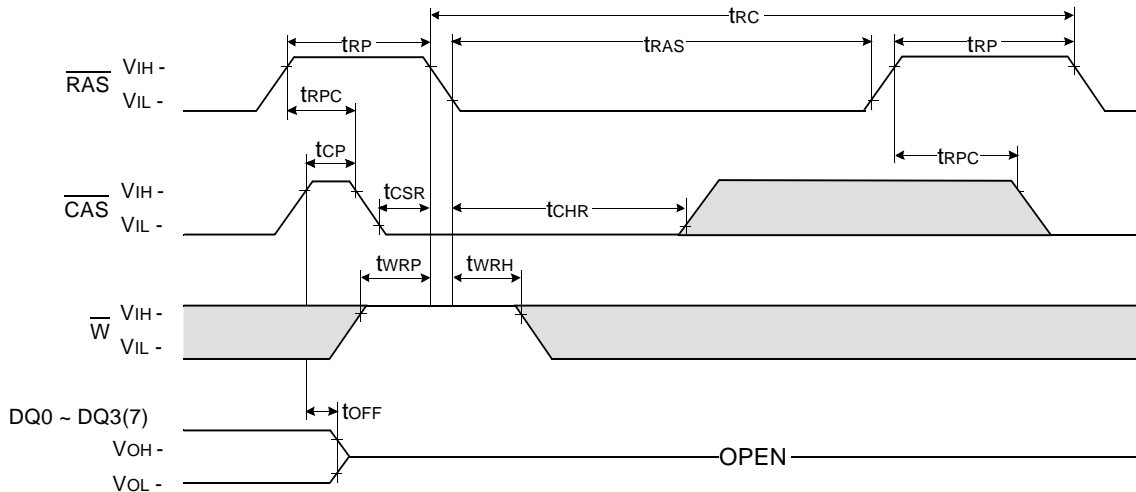 tRC
tRP tRAS tRP
RAS VIH -
VIL -
tRPC
tCP tRPC
CAS VIH -
VIL -
tCSR tCHR
tWRP tWRH
W VIH -
VIL -
tOFF
DQ0 ~ DQ3(7)
VOH -
OPEN
VOL -